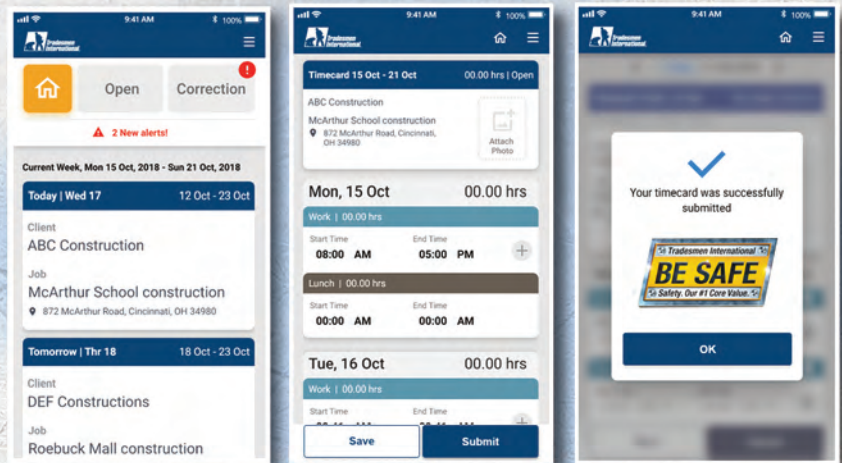 9:41 AM
100%
Tradesmen
International
Open
Correction
!
2 New alerts!
Current Week, Mon 15 Oct, 2018 - Sun 21 Oct, 2018
Today | Wed 17 12 Oct - 23 Oct
Client
ABC Construction
Job
McArthur School construction
872 McArthur Road, Cincinnati, OH 34980
Tomorrow | Thr 18 18 Oct - 23 Oct
Client
DEF Constructions
Job
Roebuck Mall construction
9:41 AM
100%
Tradesmen
International
Timecard 15 Oct - 21 Oct 00.00 hrs | Open
ABC Construction
McArthur School construction
872 McArthur Road, Cincinnati,
OH 34980
Attach
Photo
Mon, 15 Oct 00.00 hrs
Work | 00.00 hrs
Start Time End Time
08:00 AM 05:00 PM
Lunch | 00.00 hrs
Start Time End Time
00:00 AM 00:00 AM
Tue, 16 Oct 00.00 hrs
Work | 00.00 hrs
Start Time End Time
Save Submit
9:41 AM
100%
Tradesmen
International
Your timecard was successfully
submitted
Tradesmen International
BE SAFE
Safety. Our #1 Core Value.
OK